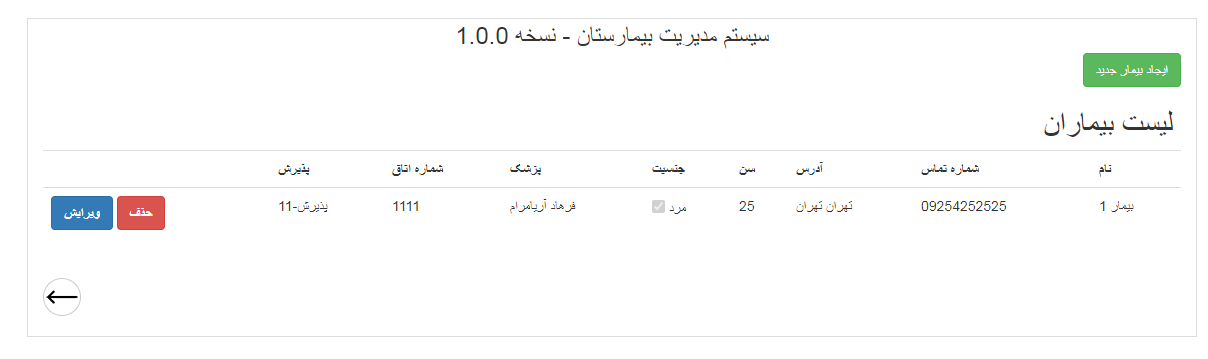 سیستم مدیریت بیمارستان - نسخه 1.0.0
ایجاد بیمار جدید
لیست بیماران
نام شماره تماس آدرس سن جنسیت پزشک شماره اتاق پذیرش
بیمار 1 09254252525 تهران تهران 25 مرد فرهاد آریامرام 1111 پذیرش-11 حذف ویرایش